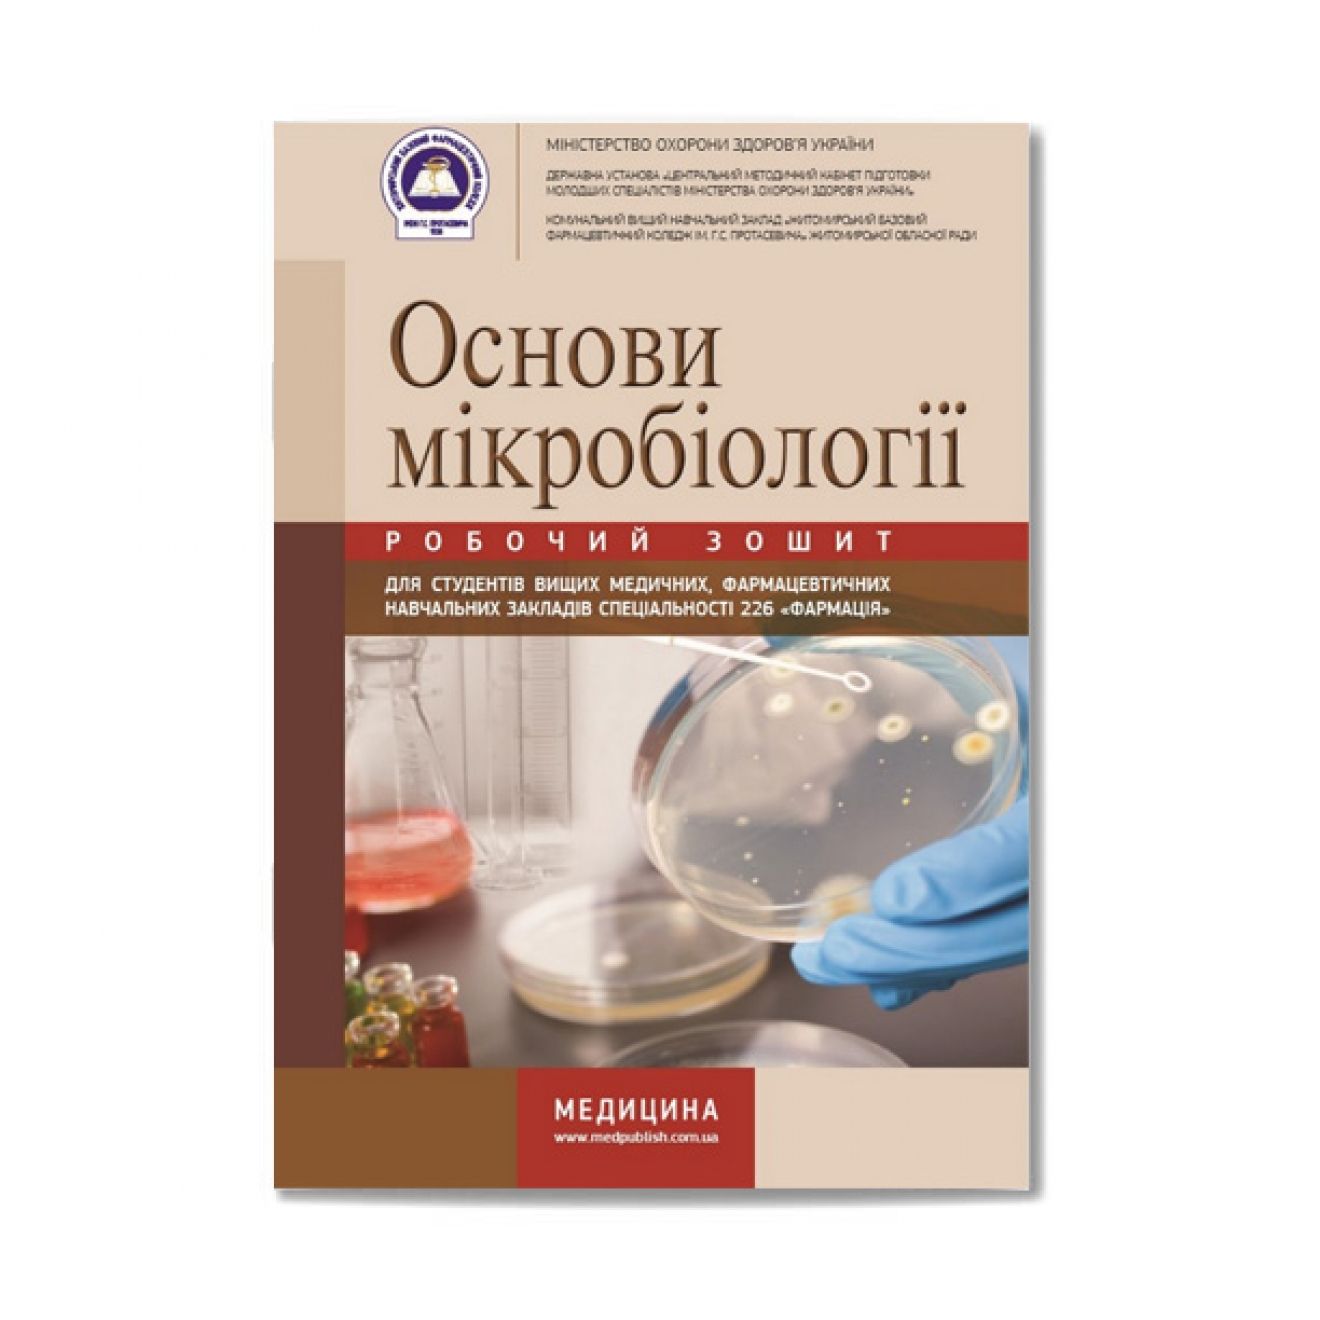 МІНІСТЕРСТВО ОХОРОНИ ЗДОРОВ'Я УКРАЇНИ
ДЕРЖАВНА УСТАНОВА «ЦЕНТРАЛЬНИЙ МЕТОДИЧНИЙ КАБІНЕТ ПІДГОТОВКИ
МОЛОДШИХ СПЕЦІАЛІСТІВ МІНІСТЕРСТВА ОХОРОНИ ЗДОРОВ'Я УКРАЇНИ»
КОМУНАЛЬНИЙ ВИЩИЙ НАВЧАЛЬНИЙ ЗАКЛАД «ЖИТОМИРСЬКИЙ БАЗОВИЙ
ФАРМАЦЕВТИЧНИЙ КОЛЕДЖ ІМ. Г.С. ПРОТАСЕВИЧА» ЖИТОМИРСЬКОЇ ОБЛАСНОЇ РАДИ
Основи
мікробіології
РОБОЧИЙ ЗОШИТ
ДЛЯ СТУДЕНТІВ ВИЩИХ МЕДИЧНИХ, ФАРМАЦЕВТИЧНИХ
НАВЧАЛЬНИХ ЗАКЛАДІВ СПЕЦІАЛЬНОСТІ 226 «ФАРМАЦІЯ»
МЕДИЦИНА
www.medpublish.com.ua